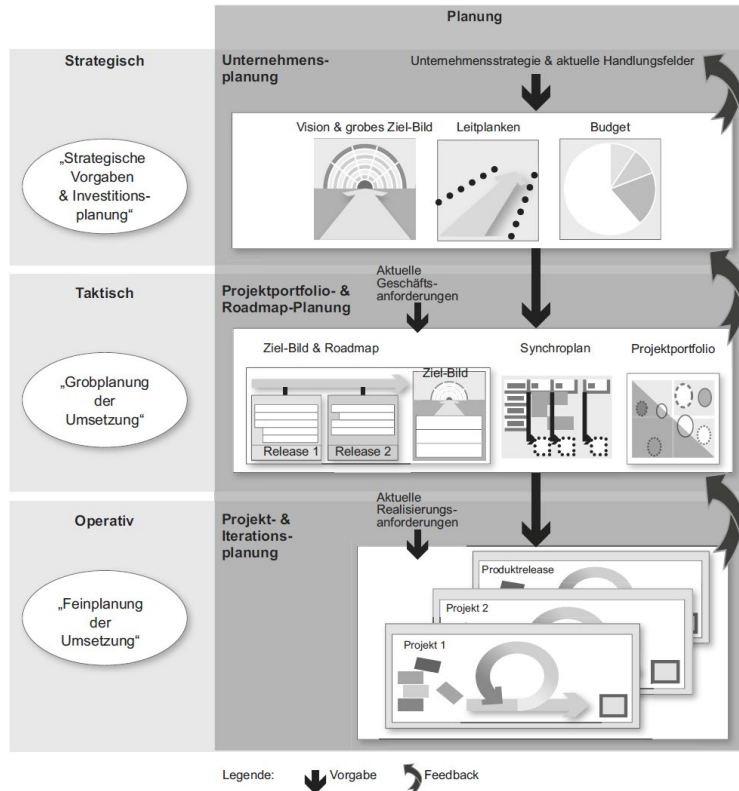 Planung
Strategisch
Unternehmens-
planung
Unternehmensstrategie & aktuelle Handlungsfelder
„Strategische
Vorgaben
& Investitions-
planung“
Vision & grobes Ziel-Bild
Leitplanken
Budget
Taktisch
Projektportfolio- &
Roadmap-Planung
Aktuelle
Geschäfts-
anforderungen
„Grobplanung
der
Umsetzung“
Ziel-Bild & Roadmap
Release 1
Release 2
Ziel-Bild
Synchroplan
Projektportfolio
Operativ
Projekt- &
Iterations-
planung
Aktuelle
Realisierungs-
anforderungen
„Feinplanung
der
Umsetzung“
Produktrelease
Projekt 2
Projekt 1
Legende:
Vorgabe
Feedback